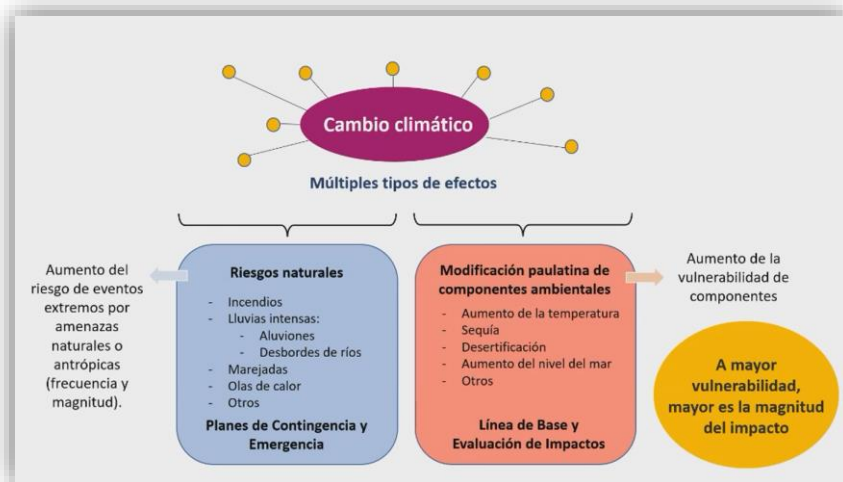 Cambio climático
Múltiples tipos de efectos
Aumento del
riesgo de eventos
extremos por
amenazas
naturales o
antrópicas
(frecuencia y
magnitud).
Riesgos naturales
- Incendios
- Lluvias intensas:
- Aluviones
- Desbordes de ríos
- Marejadas
- Olas de calor
- Otros
Planes de Contingencia y
Emergencia
Modificación paulatina de
componentes ambientales
- Aumento de la temperatura
- Sequía
- Desertificación
- Aumento del nivel del mar
- Otros
Línea de Base y
Evaluación de Impactos
Aumento de la
vulnerabilidad de
componentes
A mayor
vulnerabilidad,
mayor es la magnitud
del impacto